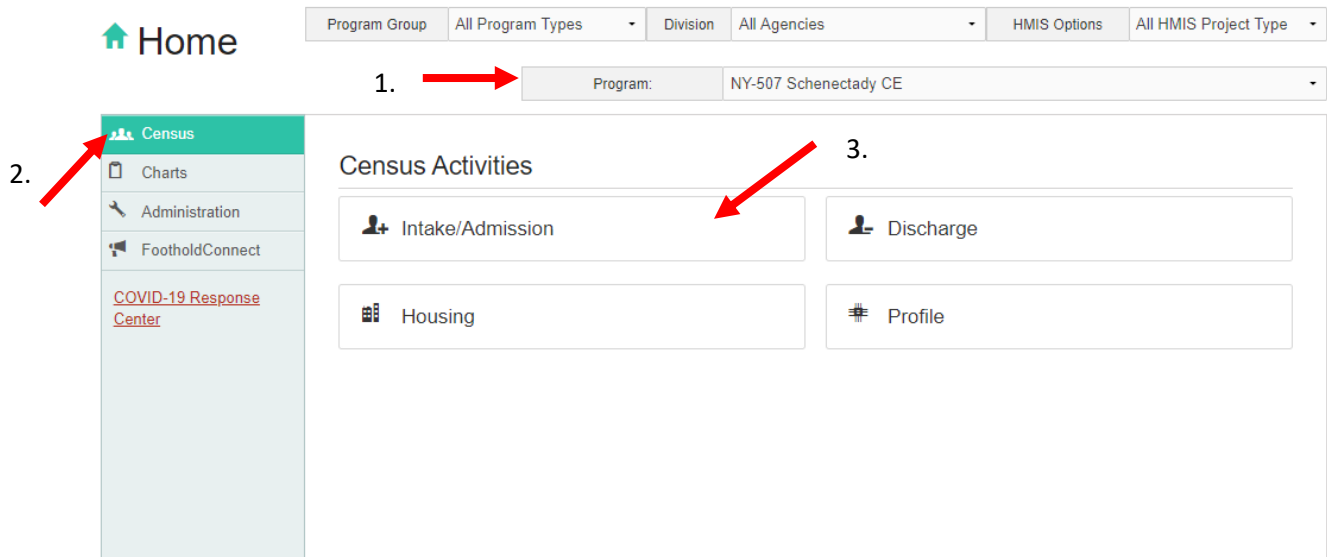 Home
Program Group All Program Types Division All Agencies HMIS Options All HMIS Project Type
1. Program: NY-507 Schenectady CE
2.
Census
Charts
Administration
FootholdConnect
COVID-19 Response
Center
Census Activities
3.
Intake/Admission
Discharge
Housing
Profile